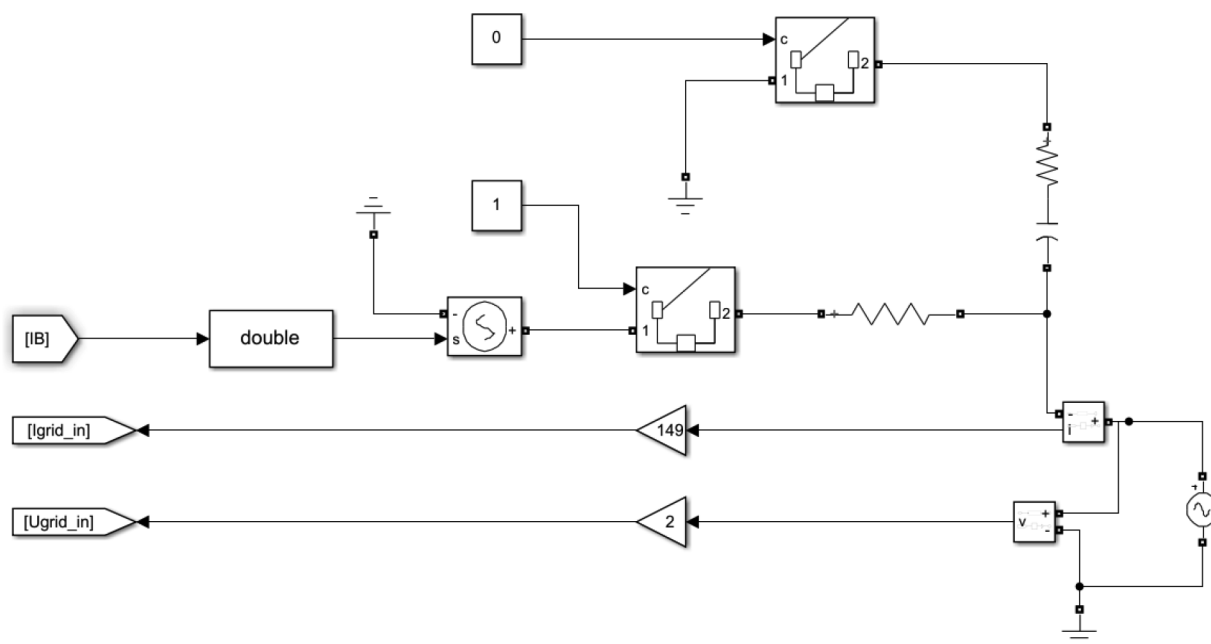 0
c
1
2
1
c
1
2
-
s
+
[IB]
double
+
+
-
+
i
[Igrid_in]
149
[Ugrid_in]
2
v
+
-
+